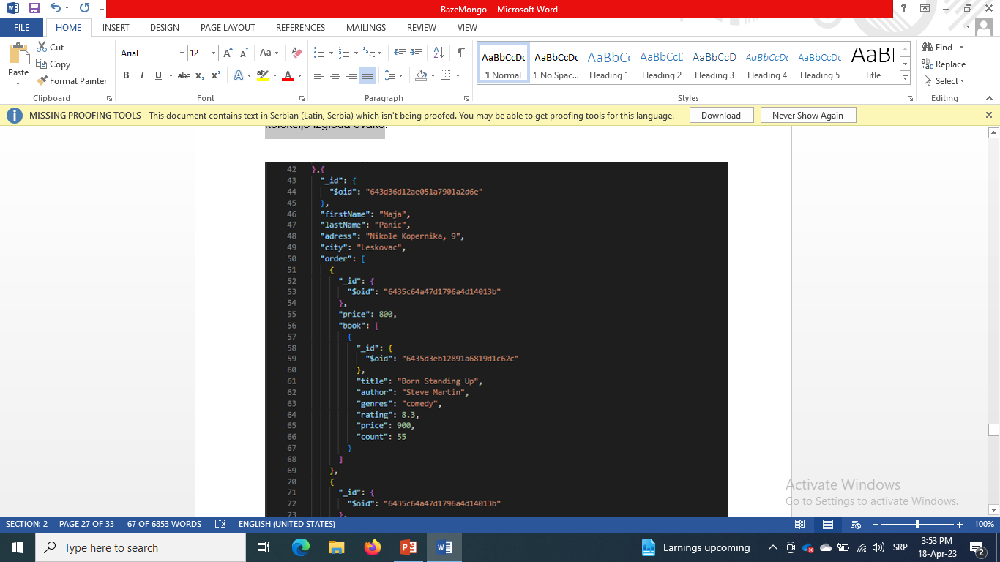 BazeMongo - Microsoft Word
FILE HOME INSERT DESIGN PAGE LAYOUT REFERENCES MAILINGS REVIEW VIEW
Paste
Cut
Copy
Format Painter
Clipboard
Arial 12
Font
Paragraph
AaBbCcDc AaBbCcDc AaBbCc AaBbCcD AaBbCcD AaBbCcDc AaBbCcDc AaBl
¶ Normal ¶ No Spac... Heading 1 Heading 2 Heading 3 Heading 4 Heading 5 Title
Styles
Find
Replace
Select
Editing
MISSING PROOFING TOOLS This document contains text in Serbian (Latin, Serbia) which isn't being proofed. You may be able to get proofing tools for this language. Download Never Show Again
42 },{
43 "_id": {
44 "$oid": "643d36d12ae051a7901a2d6e"
45 },
46 "firstName": "Maja",
47 "lastName": "Panic",
48 "adress": "Nikole Kopernika, 9",
49 "city": "Leskovac",
50 "order": [
51 {
52 "_id": {
53 "$oid": "6435c64a47d1796a4d14013b"
54 },
55 "price": 800,
56 "book": [
57 {
58 "_id": {
59 "$oid": "6435d3eb12891a6819d1c62c"
60 },
61 "title": "Born Standing Up",
62 "author": "Steve Martin",
63 "genres": "comedy",
64 "rating": 8.3,
65 "price": 900,
66 "count": 55
67 }
68 ]
69 },
70 {
71 "_id": {
72 "$oid": "6435c64a47d1796a4d14013b"
73 },
Activate Windows
Go to Settings to activate Windows.
SECTION: 2 PAGE 27 OF 33 67 OF 6853 WORDS ENGLISH (UNITED STATES) 100%
Type here to search
Earnings upcoming
SRP
3:53 PM
18-Apr-23
2